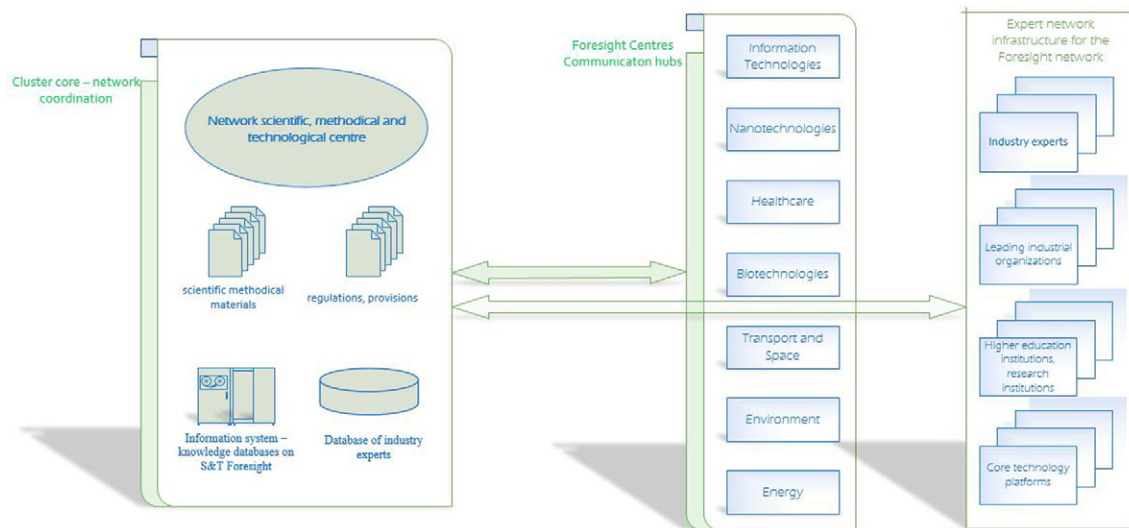 Cluster core – network
coordination
Network scientific, methodical and
technological centre
scientific methodical
materials
regulations, provisions
Information system –
knowledge databases on
S&T Foresight
Database of industry
experts
Foresight Centres
Communicaton hubs
Information
Technologies
Nanotechnologies
Healthcare
Biotechnologies
Transport and
Space
Environment
Energy
Expert network
infrastructure for the
Foresight network
Industry experts
Leading industrial
organizations
Higher education
institutions,
research
institutions
Core technology
platforms